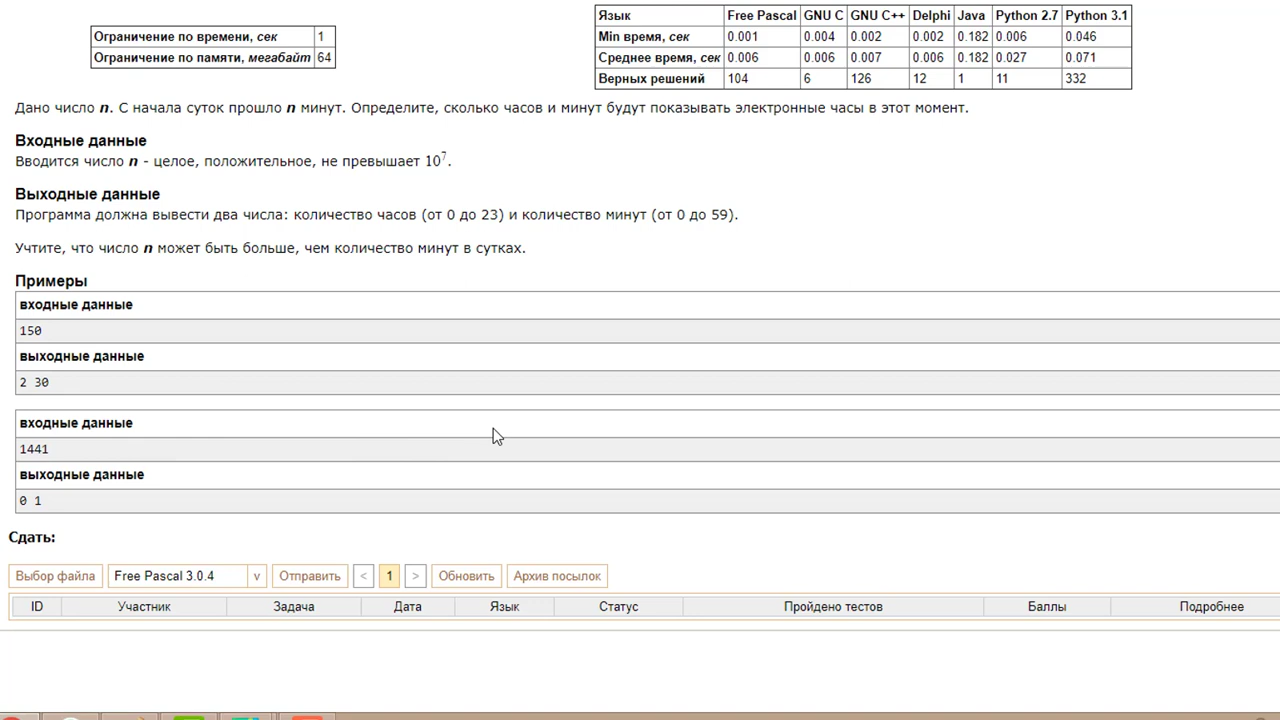 Ограничение по времени, сек 1
Ограничение по памяти, мегабайт 64
Язык Free Pascal GNU C GNU C++ Delphi Java Python 2.7 Python 3.1
Min время, сек 0.001 0.004 0.002 0.002 0.182 0.006 0.046
Среднее время, сек 0.006 0.006 0.007 0.006 0.182 0.027 0.071
Верных решений 104 6 126 12 1 11 332
Дано число n. С начала суток прошло n минут. Определите, сколько часов и минут будут показывать электронные часы в этот момент.
Входные данные
Вводится число n - целое, положительное, не превышает 10⁷.
Выходные данные
Программа должна вывести два числа: количество часов (от 0 до 23) и количество минут (от 0 до 59).
Учтите, что число n может быть больше, чем количество минут в сутках.
Примеры
входные данные
150
выходные данные
2 30
входные данные
1441
выходные данные
0 1
Сдать:
Выбор файла Free Pascal 3.0.4 v Отправить < 1 > Обновить Архив посылок
ID Участник Задача Дата Язык Статус Пройдено тестов Баллы Подробнее